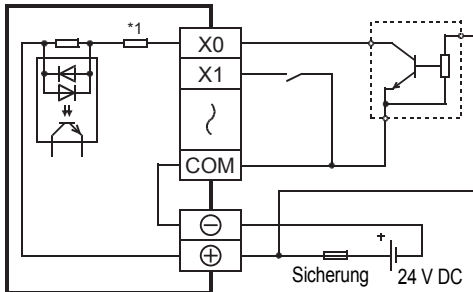 *1
X0
X1
COM
⊖
⊕
+
Sicherung
24 V DC